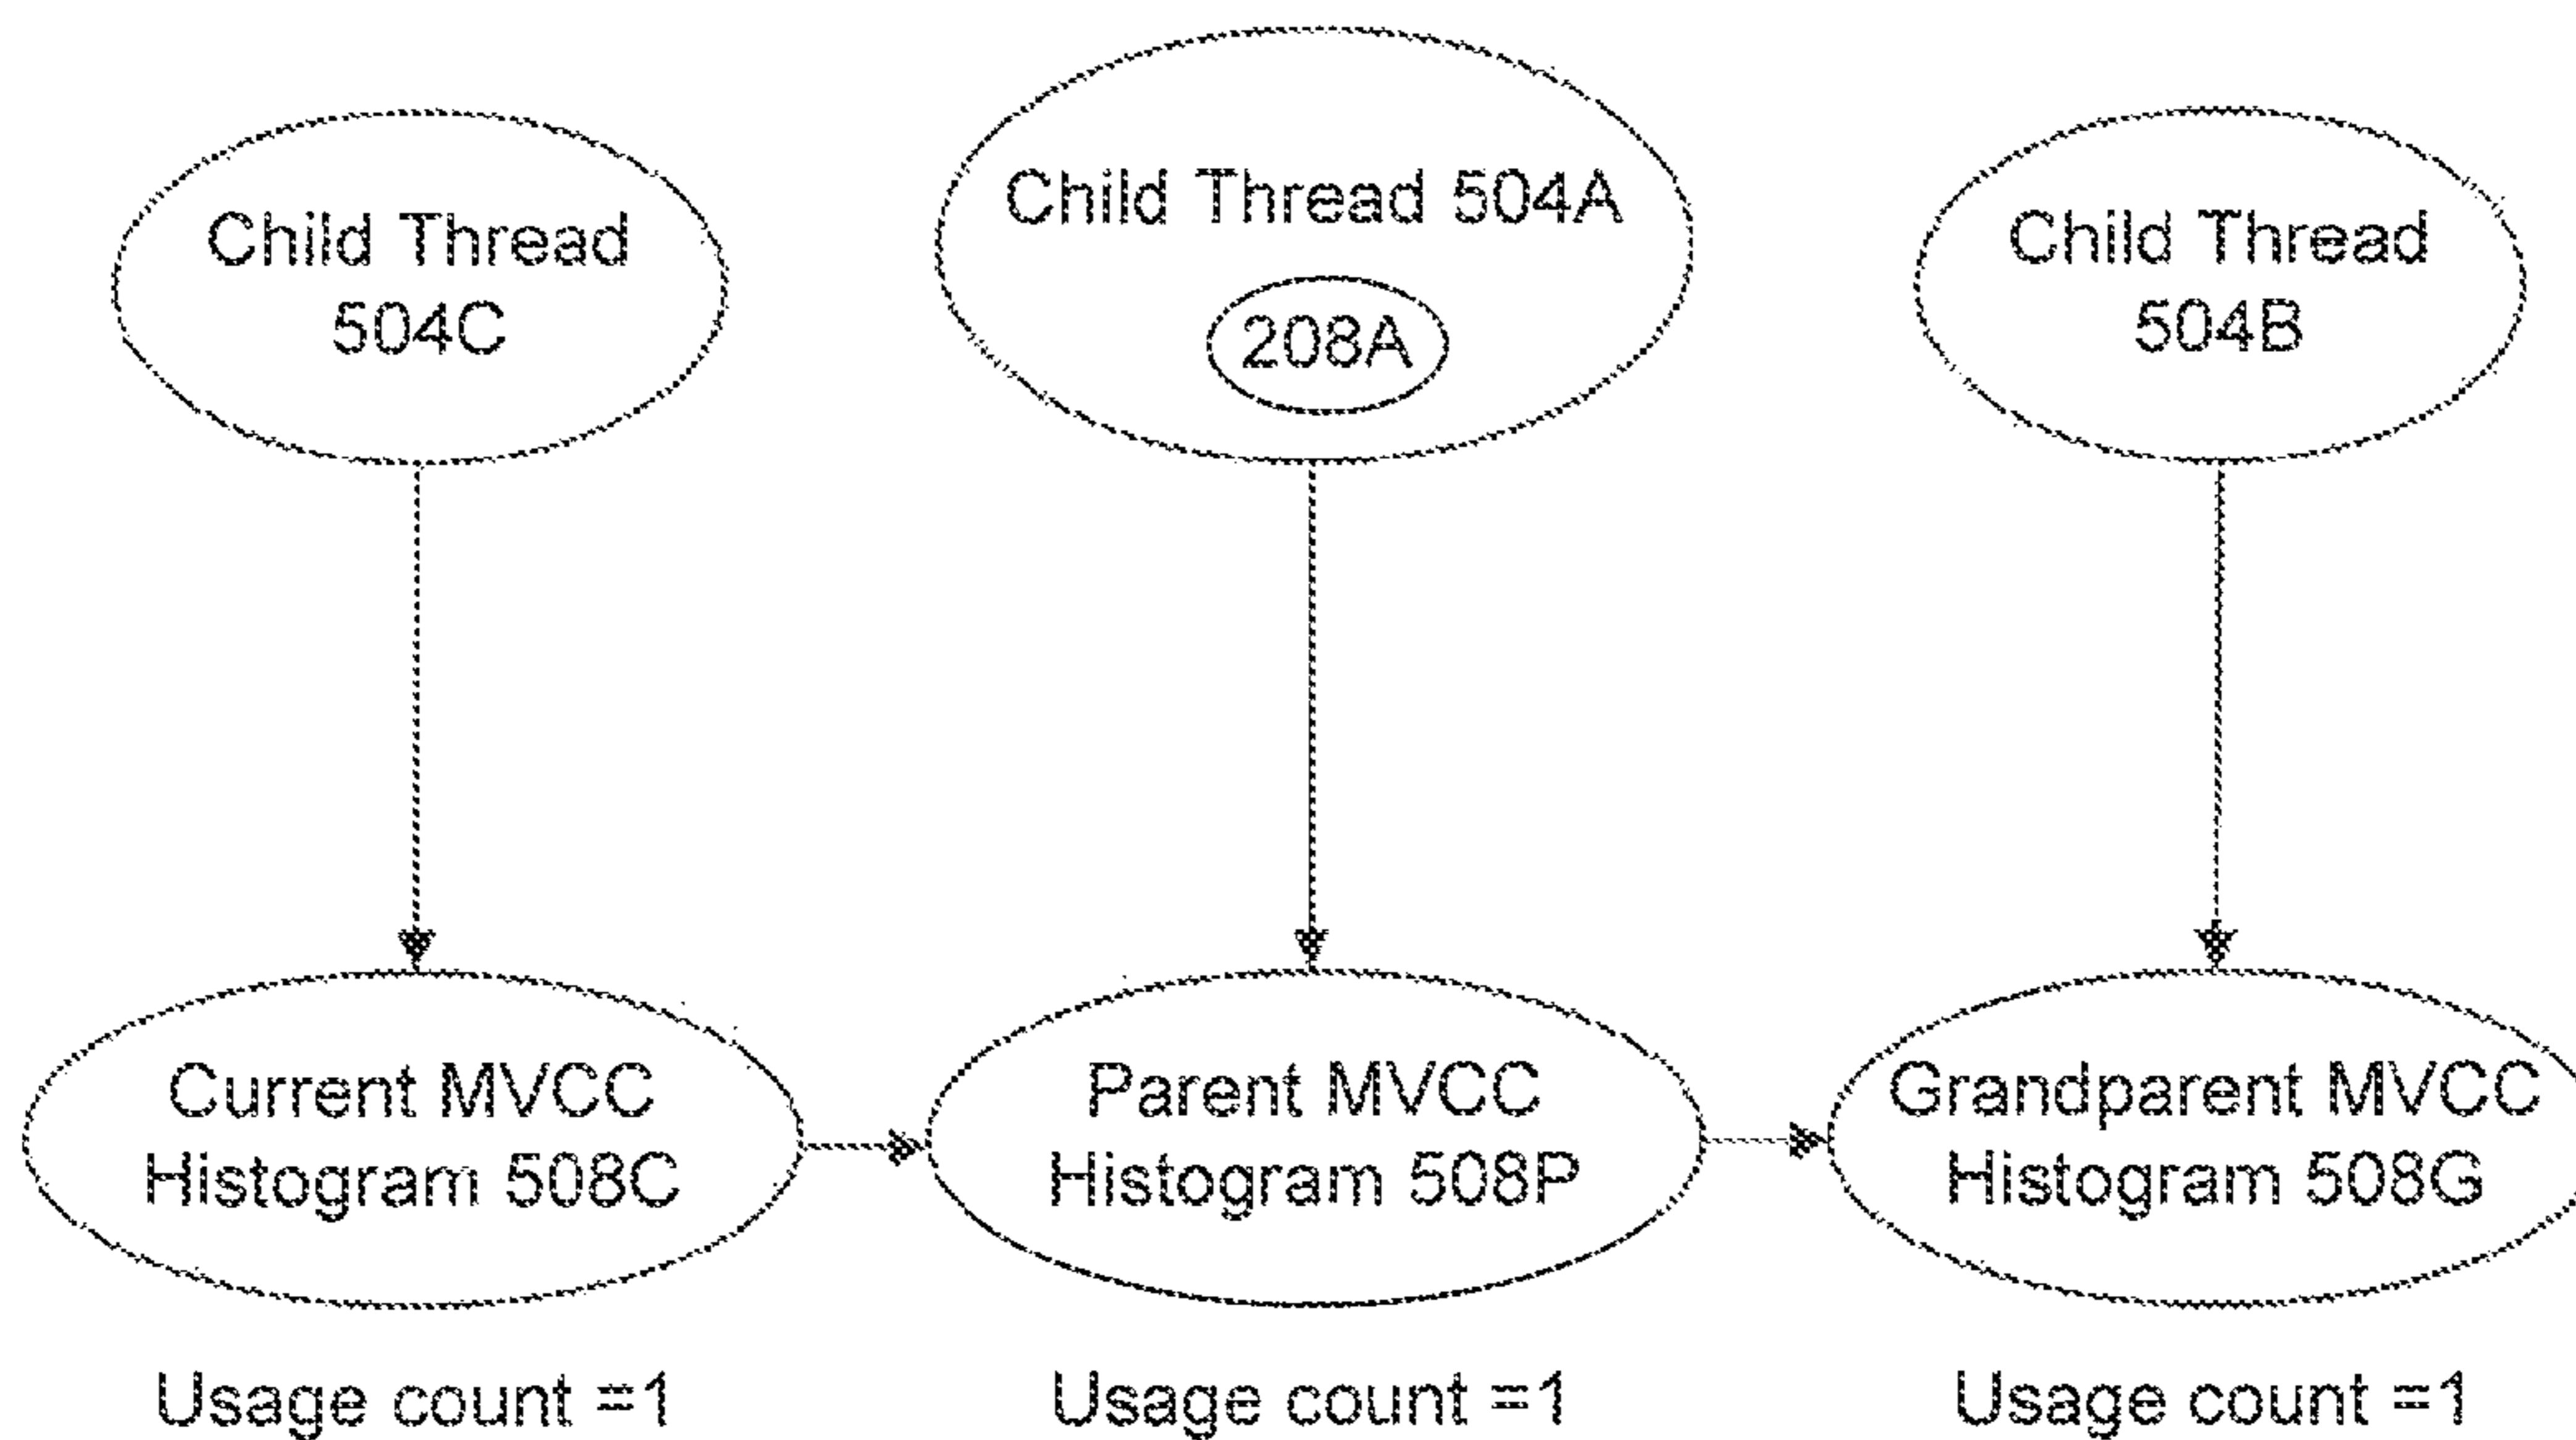 Child Thread
504C
Child Thread 504A
208A
Child Thread
504B
Current MVCC
Histogram 508C
Parent MVCC
Histogram 508P
Grandparent MVCC
Histogram 508G
Usage count =1
Usage count =1
Usage count =1